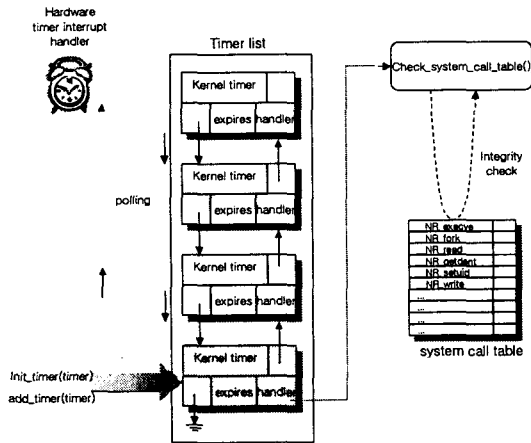 Hardware
timer interrupt
handler
Timer list
Kernel timer
expires handler
Kernel timer
expires handler
polling
Kernel timer
expires handler
Kernel timer
expires handler
Init_timer(timer)
add_timer(timer)
Check_system_call_table()
Integrity
check
NR_execve
NR_fork
NR_read
NR_getdent
NR_setuid
NR_write
...
...
...
...
system call table